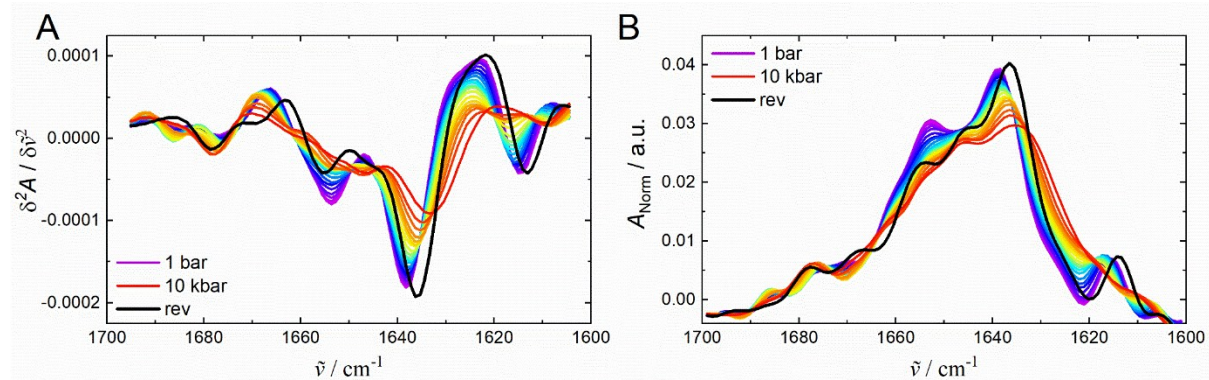 A
0.0001
0.0000
-0.0001
-0.0002
δ²A / δṽ²
1 bar
10 kbar
rev
1700 1680 1660 1640 1620 1600
ṽ / cm⁻¹
B
0.04
0.03
0.02
0.01
0.00
A_Norm / a.u.
1 bar
10 kbar
rev
1700 1680 1660 1640 1620 1600
ṽ / cm⁻¹